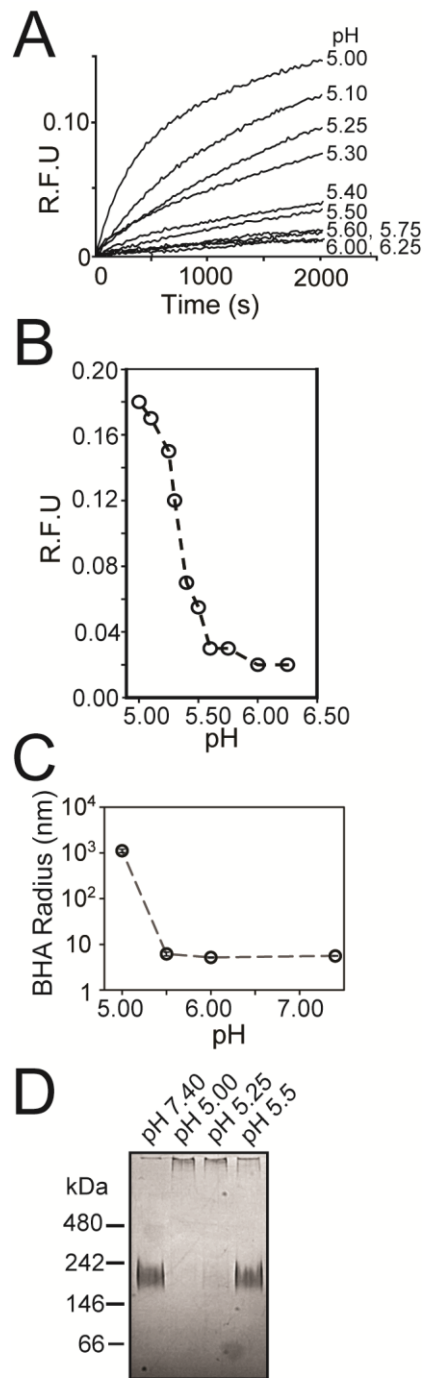 A
pH
5.00
5.10
5.25
5.30
5.40
5.50
5.60, 5.75
6.00, 6.25
0.10
0
R.F.U
0 1000 2000
Time (s)
B
0.20
0.16
0.12
0.08
0.04
0.00
R.F.U
5.00 5.50 6.00 6.50
pH
C
10⁴
10³
10²
10
1
BHA Radius (nm)
5.00 6.00 7.00
pH
D
pH 7.40
pH 5.00
pH 5.25
pH 5.5
kDa
480
242
146
66